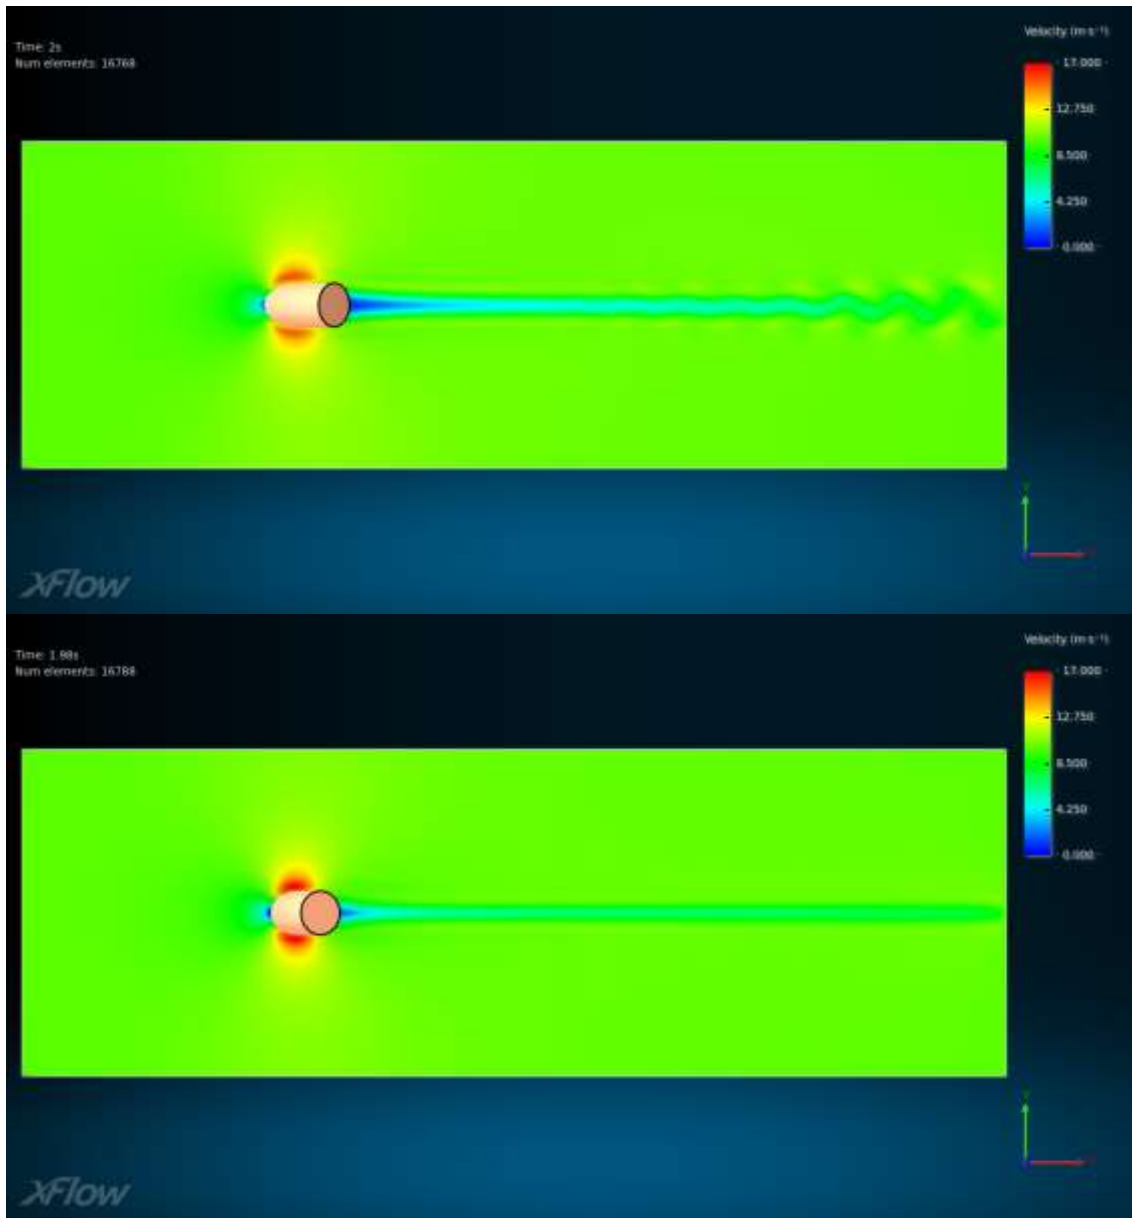 Velocity (m·s⁻¹)
Time: 2s
Num elements: 16768
17.000
12.750
8.500
4.250
0.000
Y
XFlow
Velocity (m·s⁻¹)
Time: 1.98s
Num elements: 16788
17.000
12.750
8.500
4.250
0.000
Y
XFlow